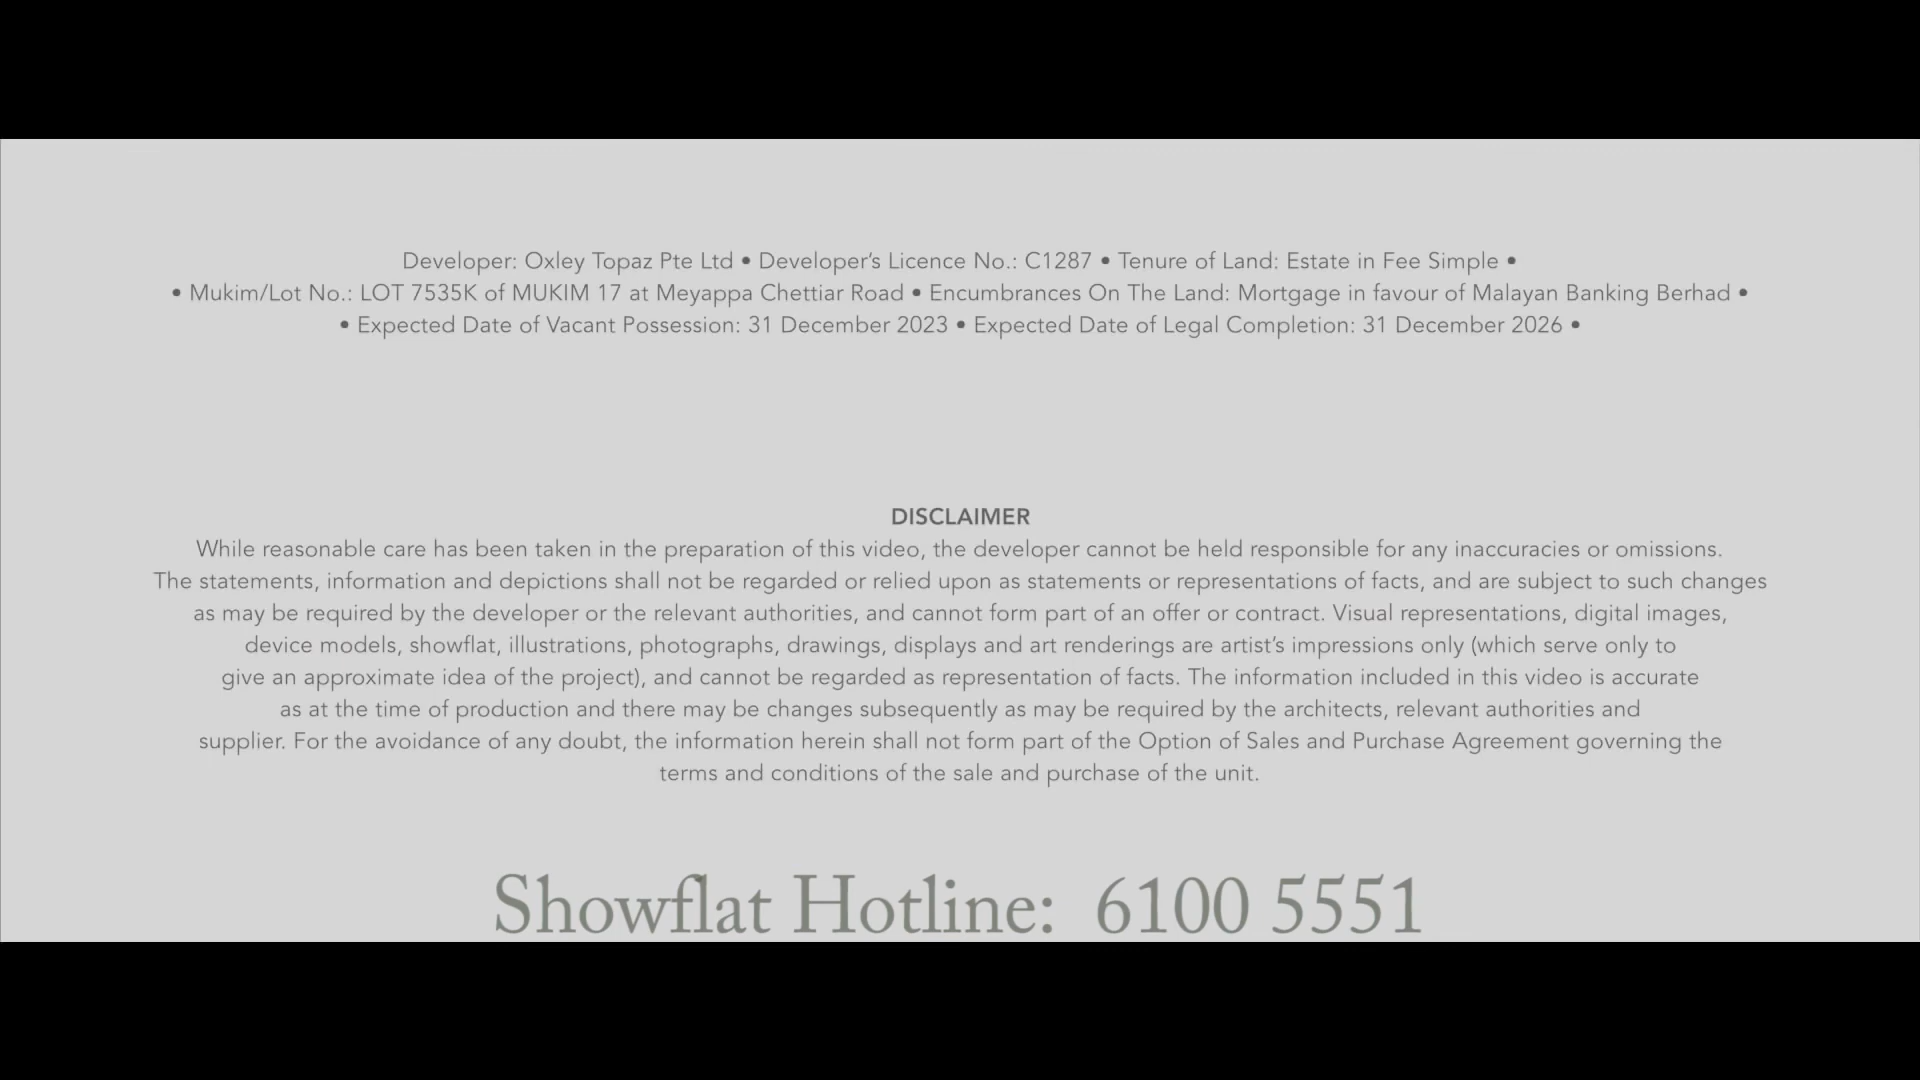 Developer: Oxley Topaz Pte Ltd • Developer’s Licence No.: C1287 • Tenure of Land: Estate in Fee Simple •
• Mukim/Lot No.: LOT 7535K of MUKIM 17 at Meyappa Chettiar Road • Encumbrances On The Land: Mortgage in favour of Malayan Banking Berhad •
• Expected Date of Vacant Possession: 31 December 2023 • Expected Date of Legal Completion: 31 December 2026 •
DISCLAIMER
While reasonable care has been taken in the preparation of this video, the developer cannot be held responsible for any inaccuracies or omissions.
The statements, information and depictions shall not be regarded or relied upon as statements or representations of facts, and are subject to such changes
as may be required by the developer or the relevant authorities, and cannot form part of an offer or contract. Visual representations, digital images,
device models, showflat, illustrations, photographs, drawings, displays and art renderings are artist’s impressions only (which serve only to
give an approximate idea of the project), and cannot be regarded as representation of facts. The information included in this video is accurate
as at the time of production and there may be changes subsequently as may be required by the architects, relevant authorities and
supplier. For the avoidance of any doubt, the information herein shall not form part of the Option of Sales and Purchase Agreement governing the
terms and conditions of the sale and purchase of the unit.
Showflat Hotline: 6100 5551